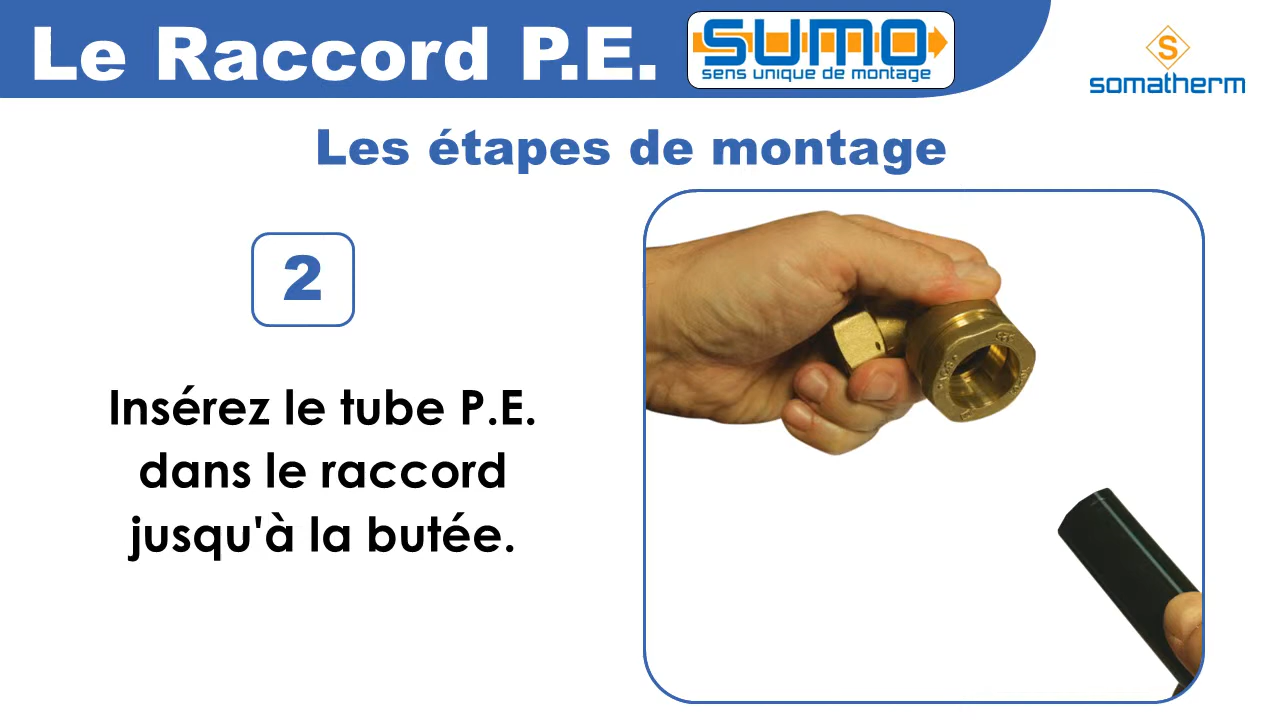 Le Raccord P.E.
SUMO
sens unique de montage
S
somatherm
Les étapes de montage
2
Insérez le tube P.E.
dans le raccord
jusqu'à la butée.